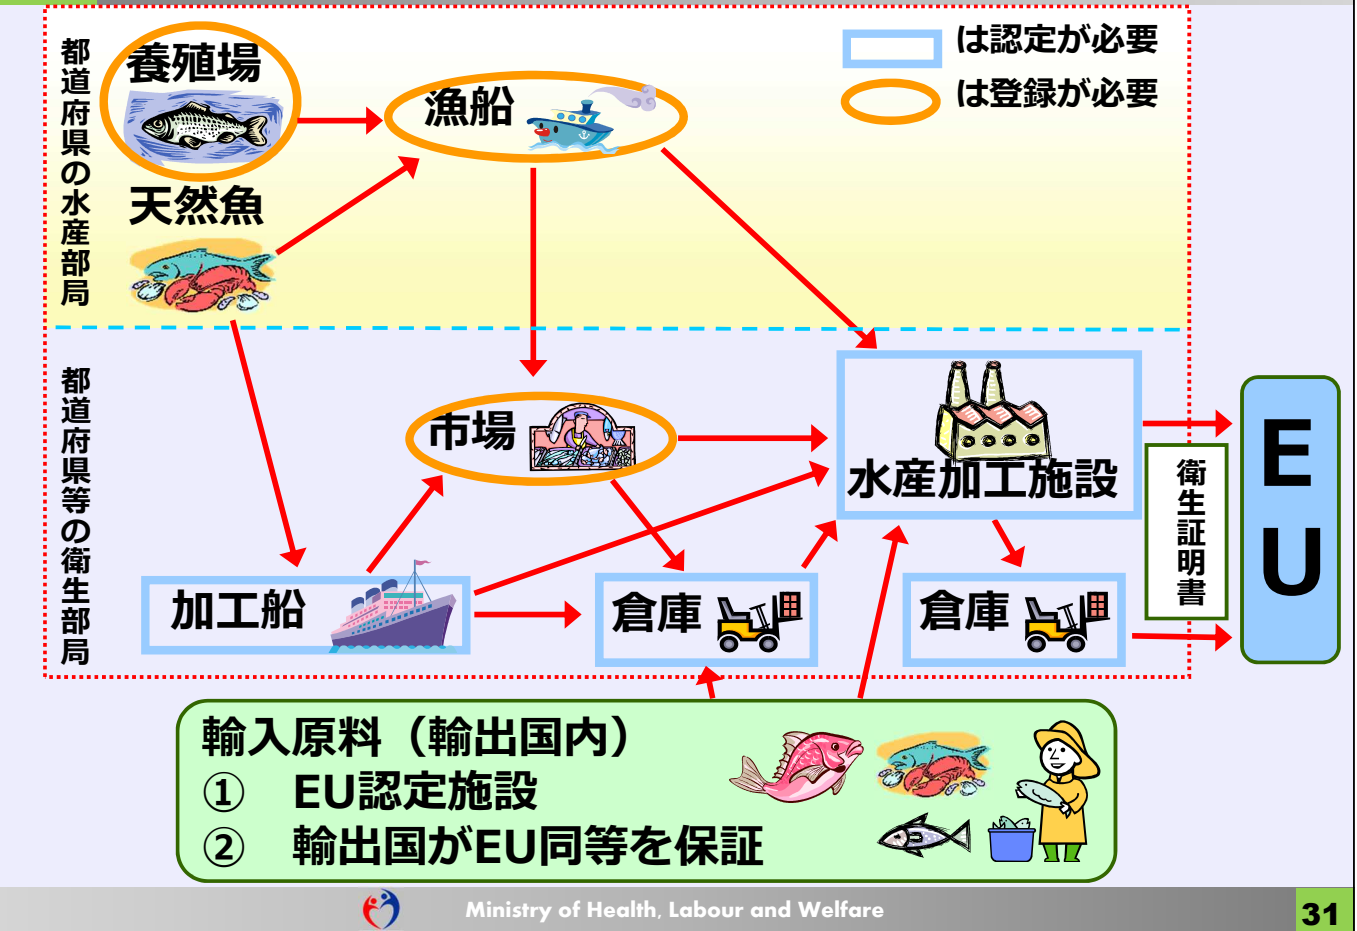 都道府県の水産部局
養殖場
漁船
天然魚
は認定が必要
は登録が必要
都道府県等の衛生部局
市場
水産加工施設
加工船
倉庫
倉庫
衛生証明書
EU
輸入原料（輸出国内）
① EU認定施設
② 輸出国がEU同等を保証
Ministry of Health, Labour and Welfare
31